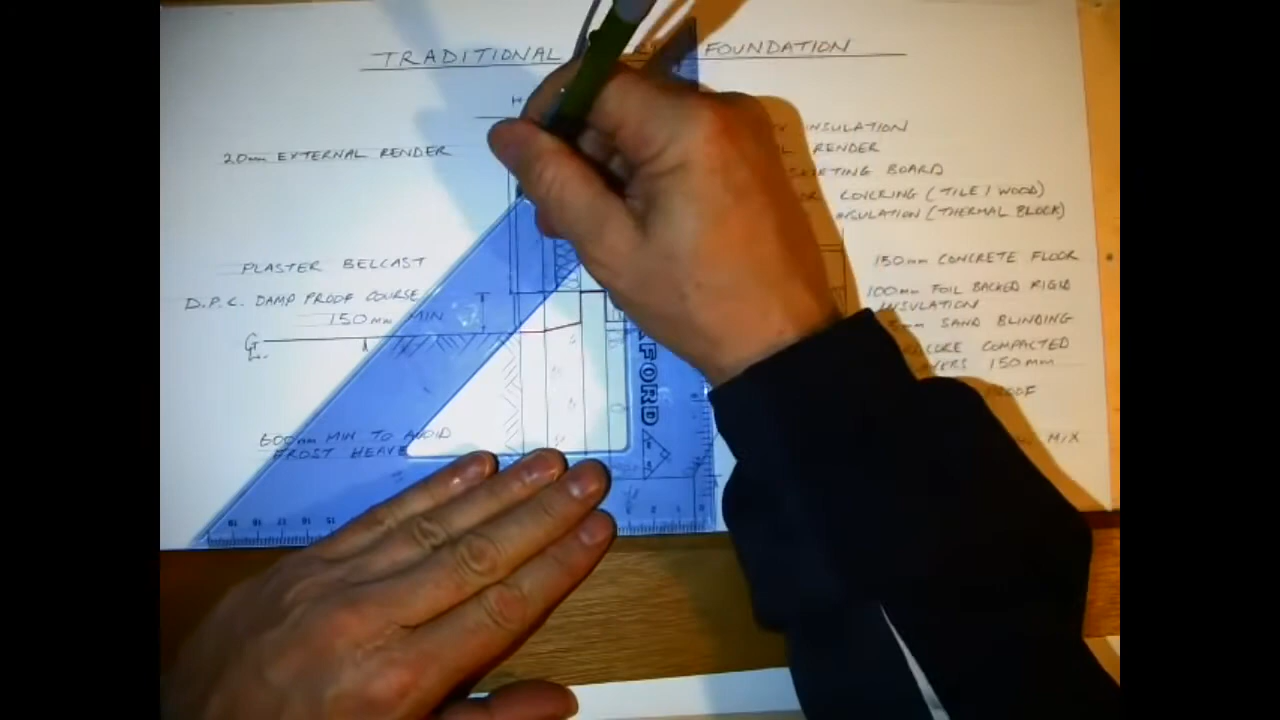 TRADITIONAL FOUNDATION
INSULATION
20mm EXTERNAL RENDER
RENDER
SKIRTING BOARD
COVERING (TILE / WOOD)
INSULATION (THERMAL BLOCK)
PLASTER BELCAST
150mm CONCRETE FLOOR
D.P.C. DAMP PROOF COURSE
100mm FOIL BACKED RIGID
INSULATION
150mm MIN
SAND BLINDING
COMPACTED
150mm
600mm MIN TO AVOID
FROST HEAVE
MIX
FORD